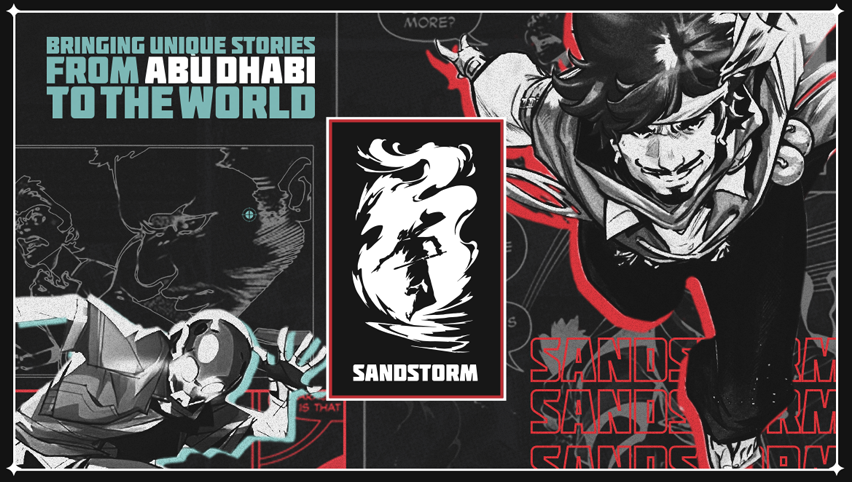 BRINGING UNIQUE STORIES
FROM ABU DHABI
TO THE WORLD
MORE?
SANDSTORM
S
IS THAT
SANDSTORM
SANDSTORM
SANDSTORM